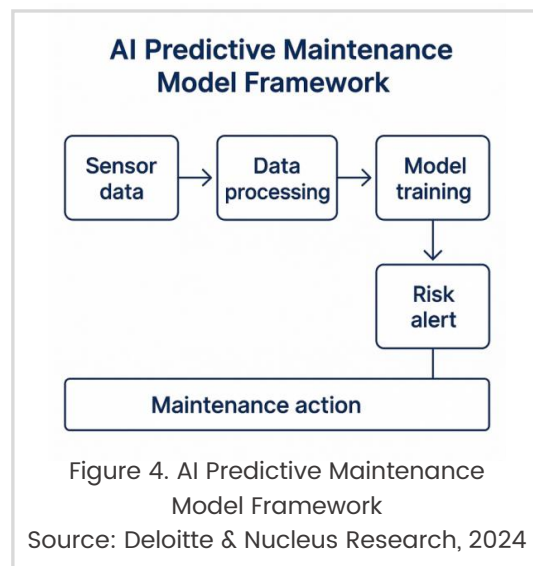 AI Predictive Maintenance
Model Framework
Sensor
data
Data
processing
Model
training
Risk
alert
Maintenance action
Figure 4. AI Predictive Maintenance
Model Framework
Source: Deloitte & Nucleus Research, 2024